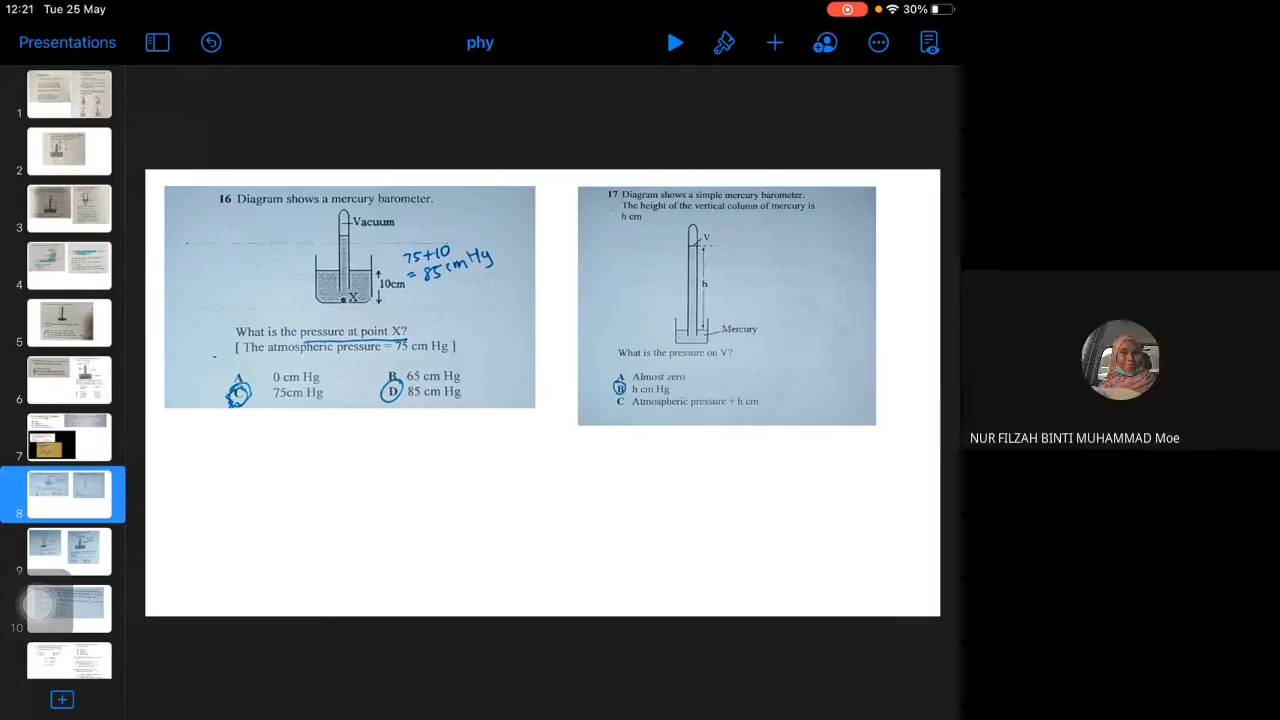 12:21 Tue 25 May
30%
Presentations
phy
1
2
3
4
5
6
7
8
9
10
16 Diagram shows a mercury barometer.
Vacuum
75+10
= 85 cm Hg
10cm
X
What is the pressure at point X?
[ The atmospheric pressure = 75 cm Hg ]
A 0 cm Hg
B 65 cm Hg
C 75cm Hg
D 85 cm Hg
17 Diagram shows a simple mercury barometer.
The height of the vertical column of mercury is
h cm
V
h
Mercury
What is the pressure on V?
A Almost zero
B h cm Hg
C Atmospheric pressure + h cm
NUR FILZAH BINTI MUHAMMAD Moe